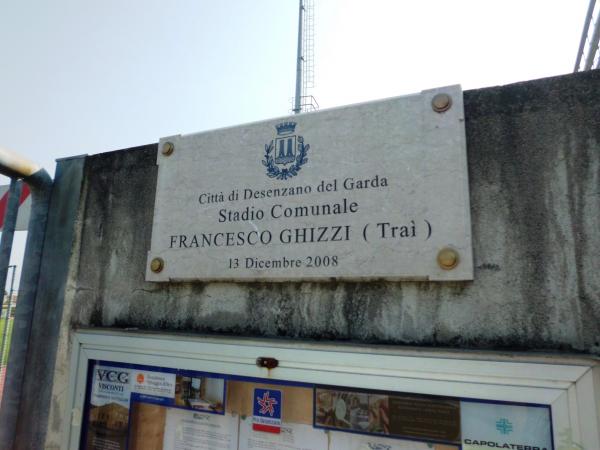 Città di Desenzano del Garda
Stadio Comunale
FRANCESCO GHIZZI ( Traì )
13 Dicembre 2008
VCG
VISCONTI
CAPOLATERRA